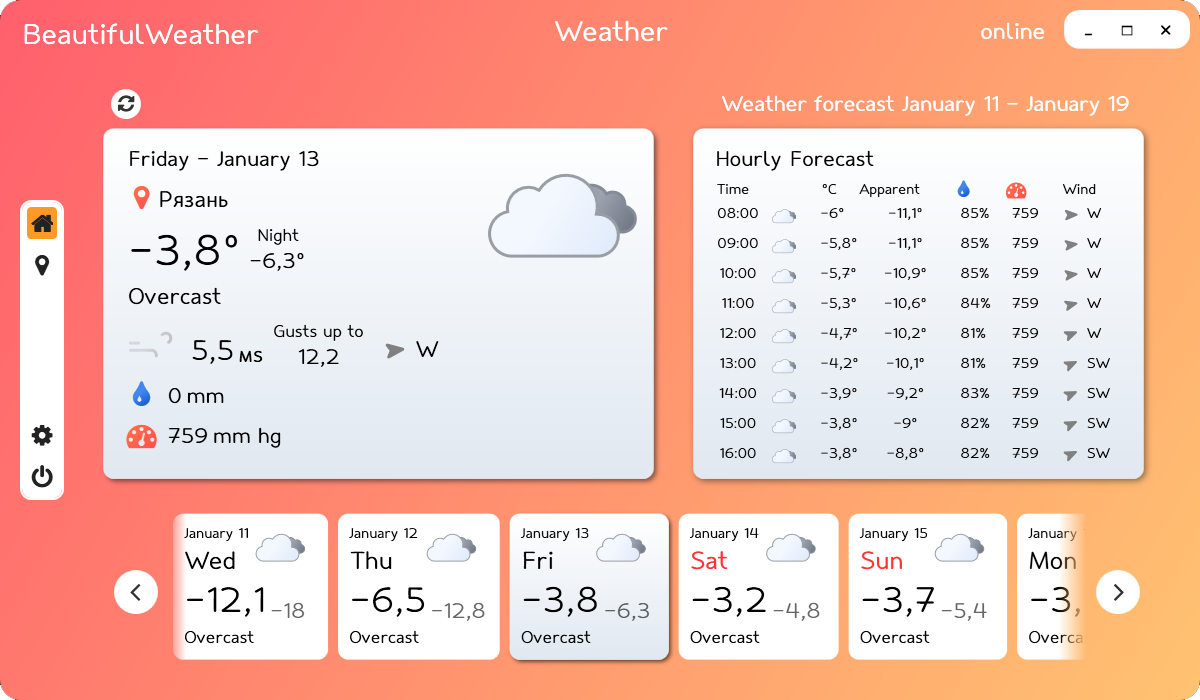 BeautifulWeather
Weather
online
Weather forecast January 11 – January 19
Friday – January 13
Рязань
–3,8° Night –6,3°
Overcast
5,5 мs Gusts up to 12,2 W
0 mm
759 mm hg
Hourly Forecast
Time °C Apparent Wind
08:00 –6° –11,1° 85% 759 W
09:00 –5,8° –11,1° 85% 759 W
10:00 –5,7° –10,9° 85% 759 W
11:00 –5,3° –10,6° 84% 759 W
12:00 –4,7° –10,2° 81% 759 W
13:00 –4,2° –10,1° 81% 759 SW
14:00 –3,9° –9,2° 83% 759 SW
15:00 –3,8° –9° 82% 759 SW
16:00 –3,8° –8,8° 82% 759 SW
January 11
Wed
–12,1 –18
Overcast
January 12
Thu
–6,5 –12,8
Overcast
January 13
Fri
–3,8 –6,3
Overcast
January 14
Sat
–3,2 –4,8
Overcast
January 15
Sun
–3,7 –5,4
Overcast
January
Mon
–3,
Overca